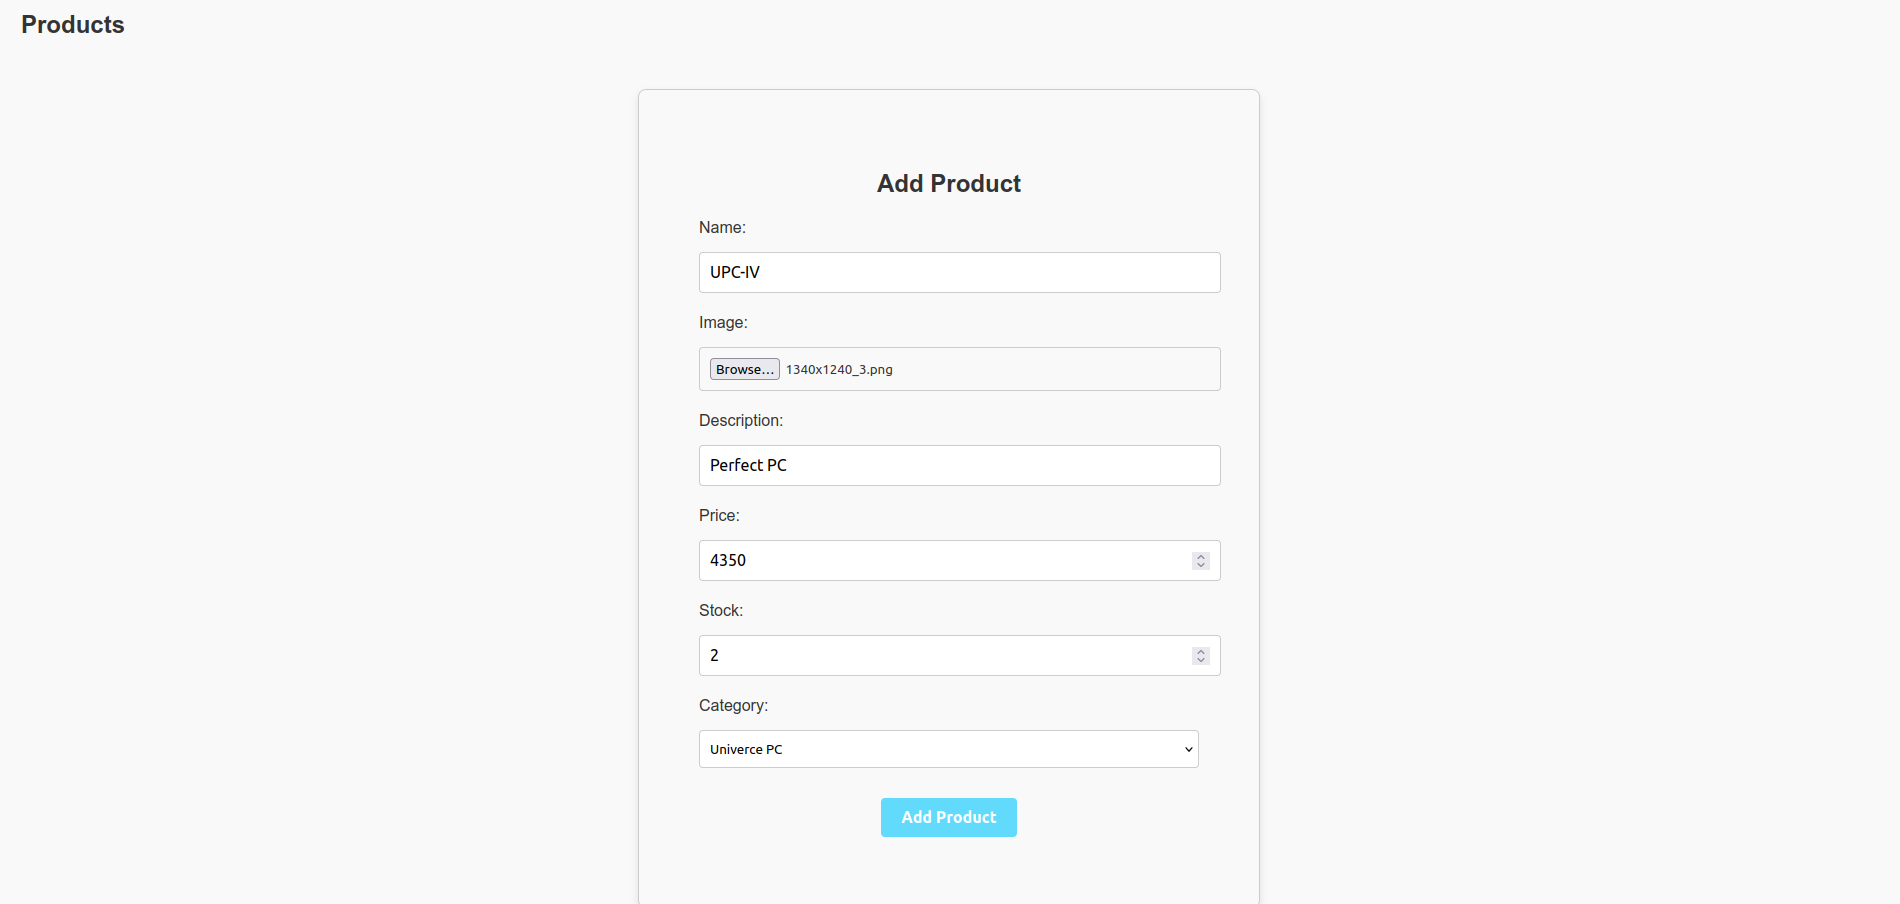 Products
Add Product
Name:
UPC-IV
Image:
Browse... 1340x1240_3.png
Description:
Perfect PC
Price:
4350
Stock:
2
Category:
Univerce PC
Add Product